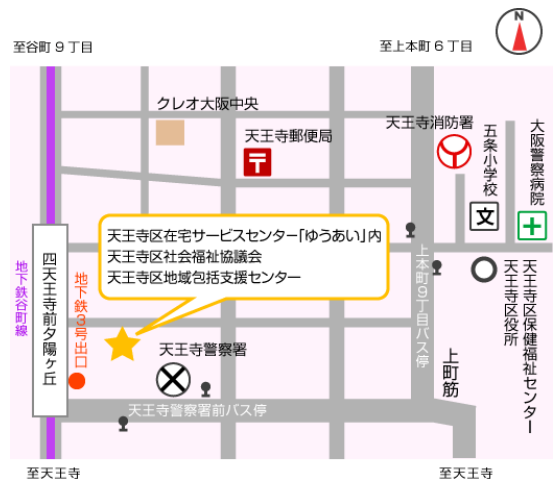 N
至谷町9丁目
至上本町6丁目
クレオ大阪中央
天王寺郵便局
天王寺消防署
五条小学校
大阪警察病院
文
天王寺区在宅サービスセンター「ゆうあい」内
天王寺区社会福祉協議会
天王寺区地域包括支援センター
地下鉄谷町線
四天王寺前夕陽ヶ丘
地下鉄3号出口
上本町9丁目バス停
天王寺区保健福祉センター
天王寺区役所
天王寺警察署
上町筋
天王寺警察署前バス停
至天王寺
至天王寺